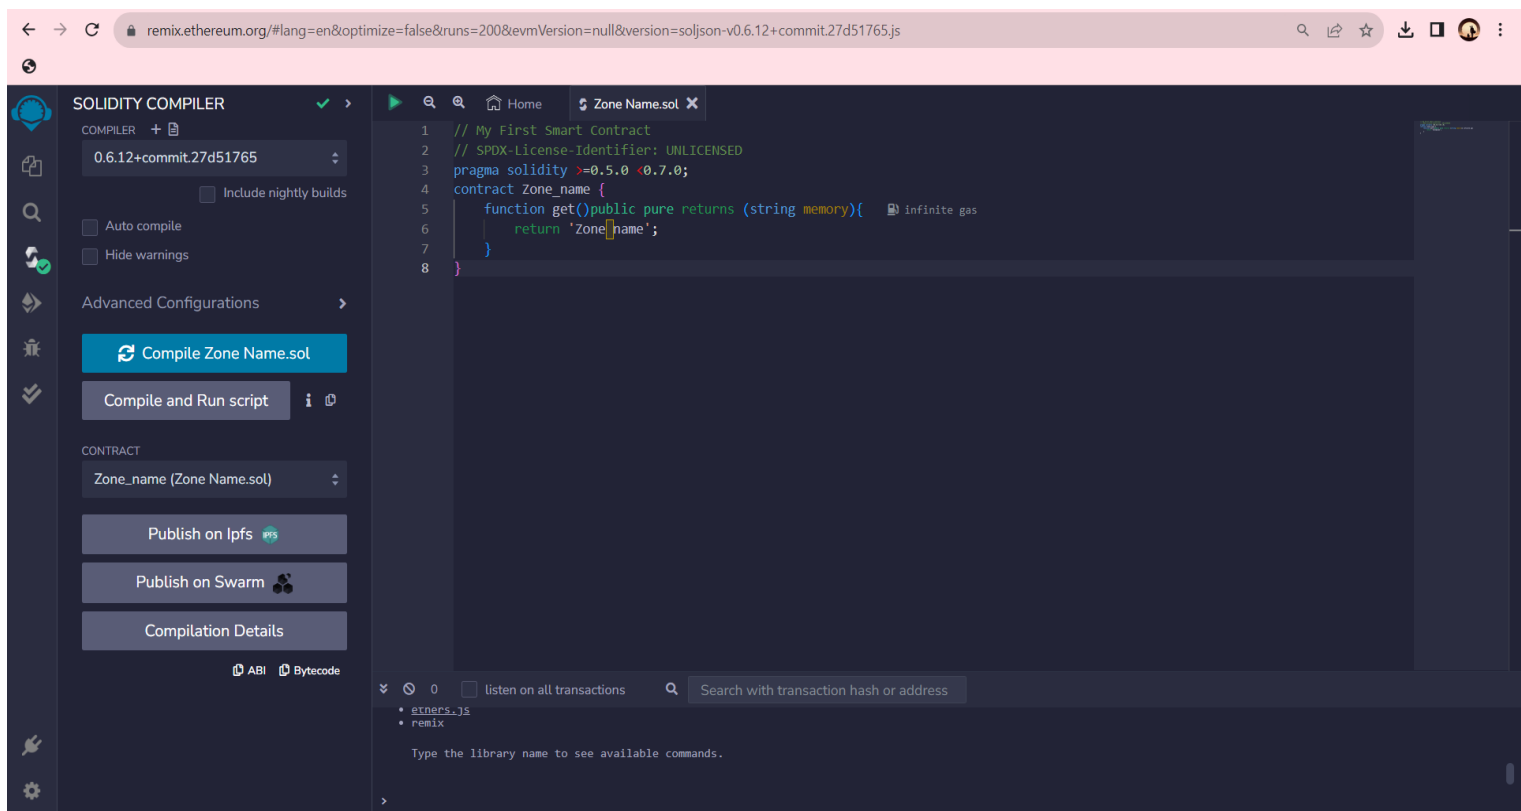 remix.ethereum.org/#lang=en&optimize=false&runs=200&evmVersion=null&version=soljson-v0.6.12+commit.27d51765.js
SOLIDITY COMPILER
COMPILER
0.6.12+commit.27d51765
Include nightly builds
Auto compile
Hide warnings
Advanced Configurations
Compile Zone Name.sol
Compile and Run script
CONTRACT
Zone_name (Zone Name.sol)
Publish on Ipfs IPFS
Publish on Swarm
Compilation Details
ABI Bytecode
Home Zone Name.sol
1 // My First Smart Contract
2 // SPDX-License-Identifier: UNLICENSED
3 pragma solidity >=0.5.0 <0.7.0;
4 contract Zone_name {
5 function get()public pure returns (string memory){ infinite gas
6 return 'Zone name';
7 }
8 }
0 listen on all transactions Search with transaction hash or address
• ethers.js
• remix
Type the library name to see available commands.
>